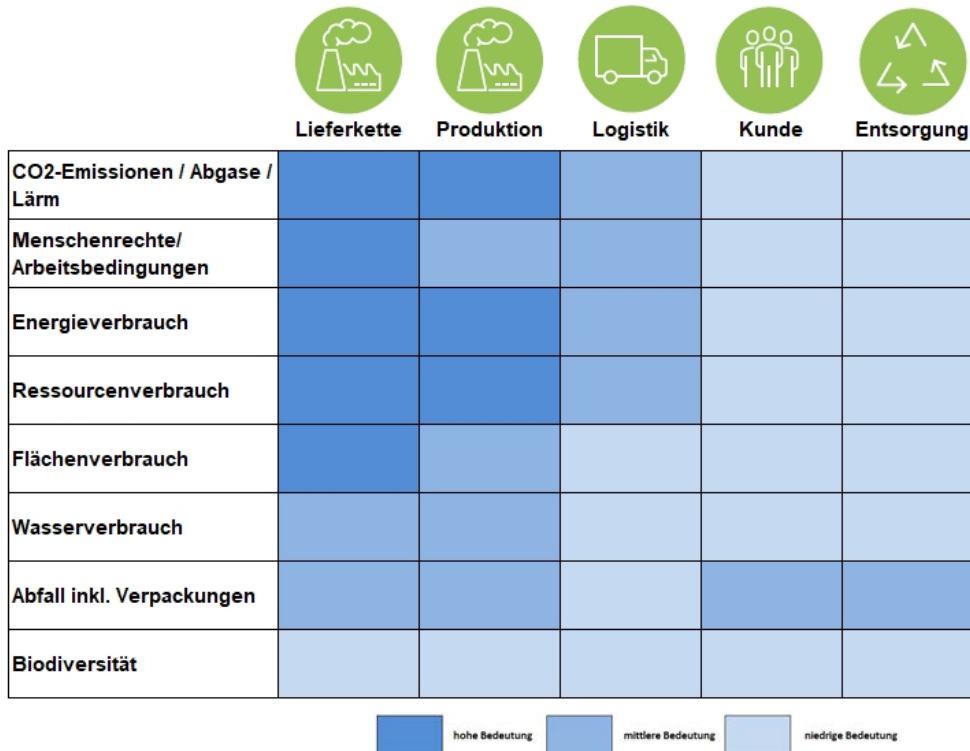 Lieferkette Produktion Logistik Kunde Entsorgung
CO2-Emissionen / Abgase /
Lärm
Menschenrechte/
Arbeitsbedingungen
Energieverbrauch
Ressourcenverbrauch
Flächenverbrauch
Wasserverbrauch
Abfall inkl. Verpackungen
Biodiversität
hohe Bedeutung mittlere Bedeutung niedrige Bedeutung